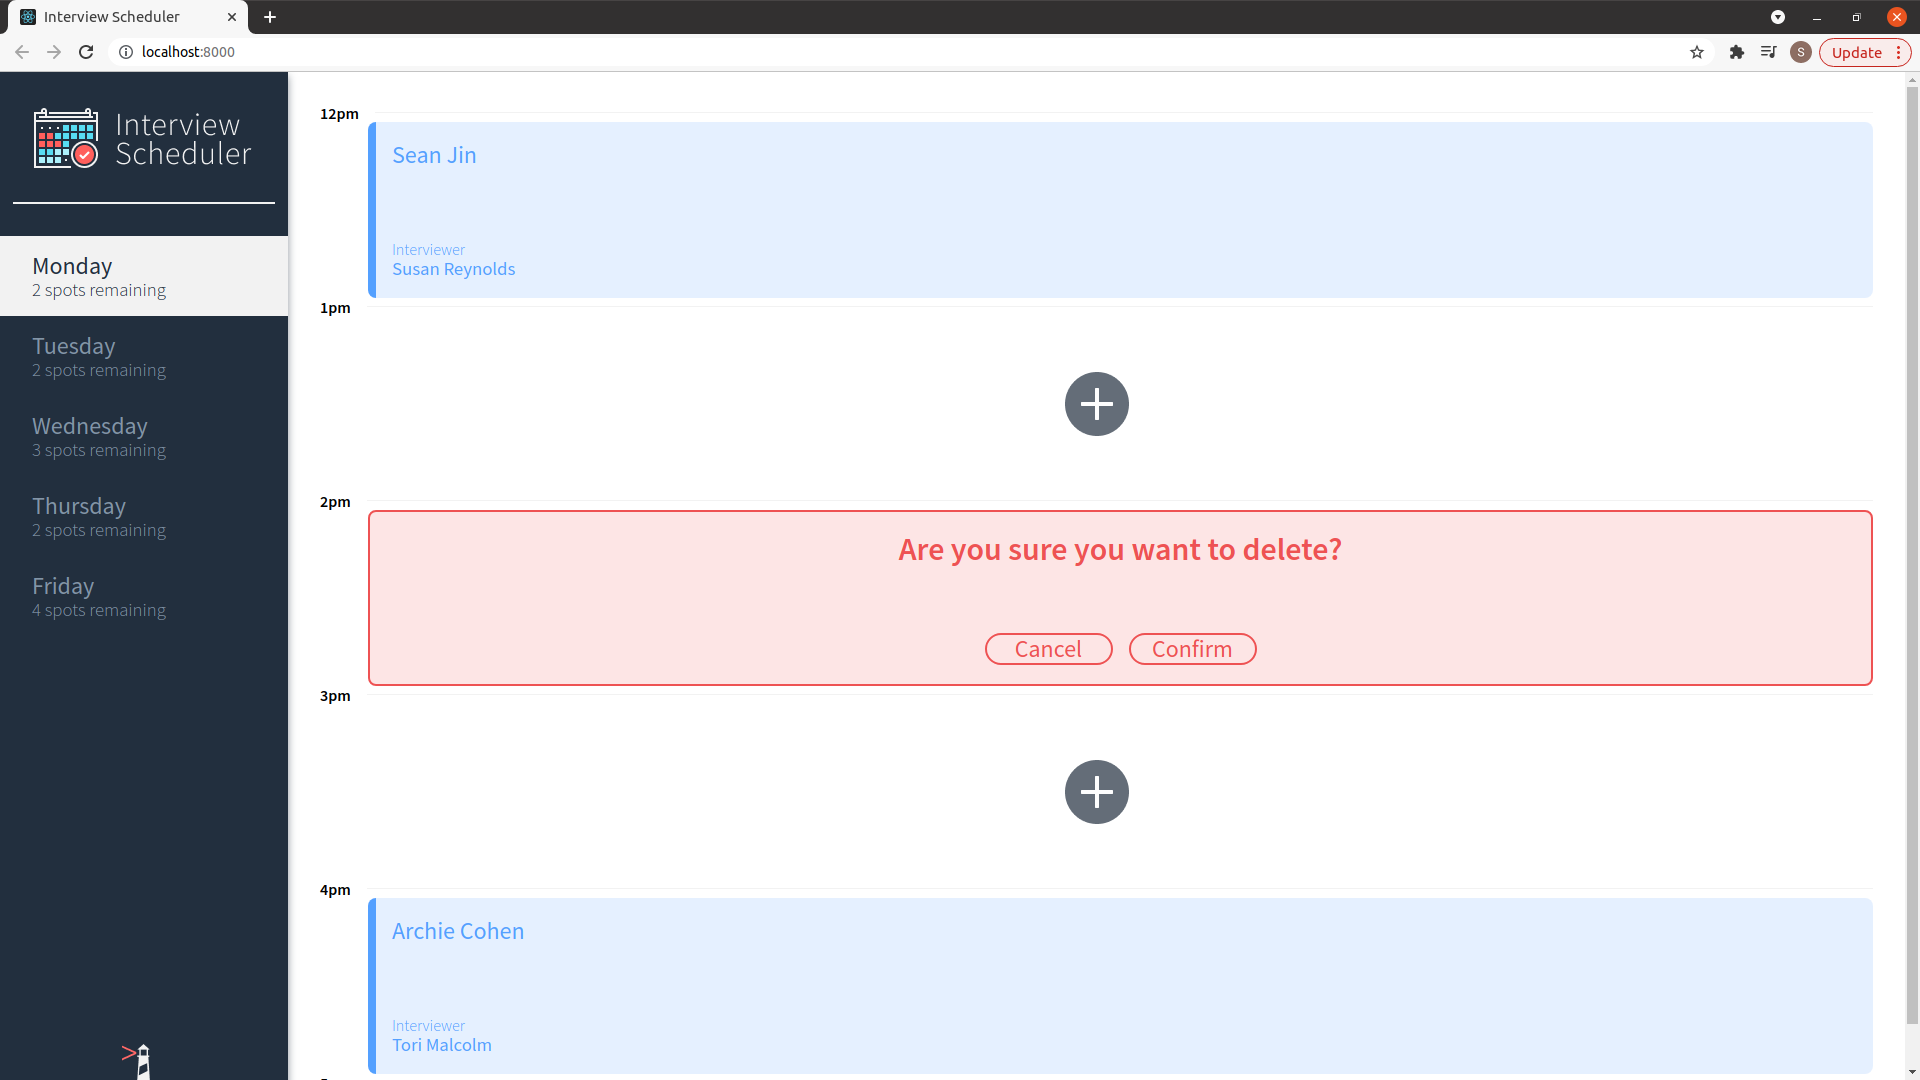 Interview Scheduler
localhost:8000
S
Update
Interview
Scheduler
Monday
2 spots remaining
Tuesday
2 spots remaining
Wednesday
3 spots remaining
Thursday
2 spots remaining
Friday
4 spots remaining
12pm
Sean Jin
Interviewer
Susan Reynolds
1pm
2pm
Are you sure you want to delete?
Cancel
Confirm
3pm
4pm
Archie Cohen
Interviewer
Tori Malcolm